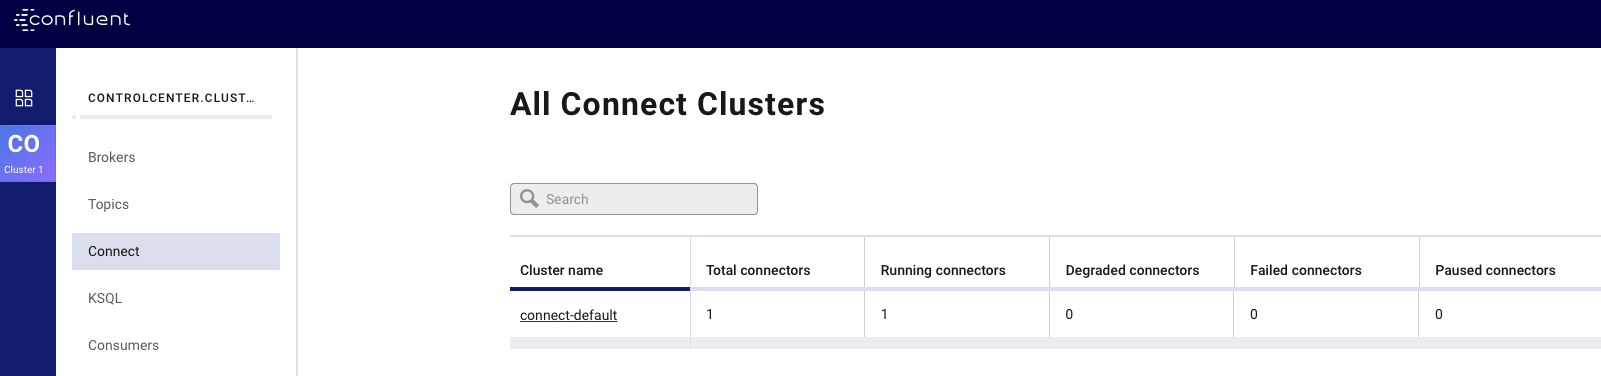 confluent
CO
Cluster 1
CONTROLCENTER.CLUST...
Brokers
Topics
Connect
KSQL
Consumers
All Connect Clusters
Search
Cluster name Total connectors Running connectors Degraded connectors Failed connectors Paused connectors
connect-default 1 1 0 0 0